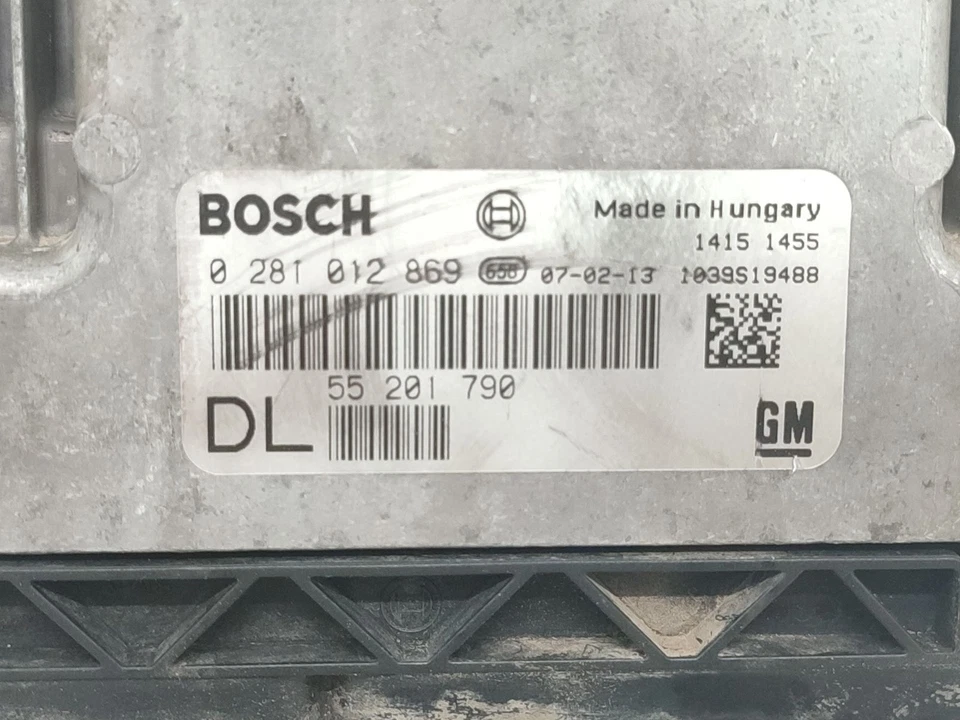 BOSCH
Made in Hungary
1415 1455
0 281 012 869 658 07-02-13 1039S19488
55 201 790
DL
GM